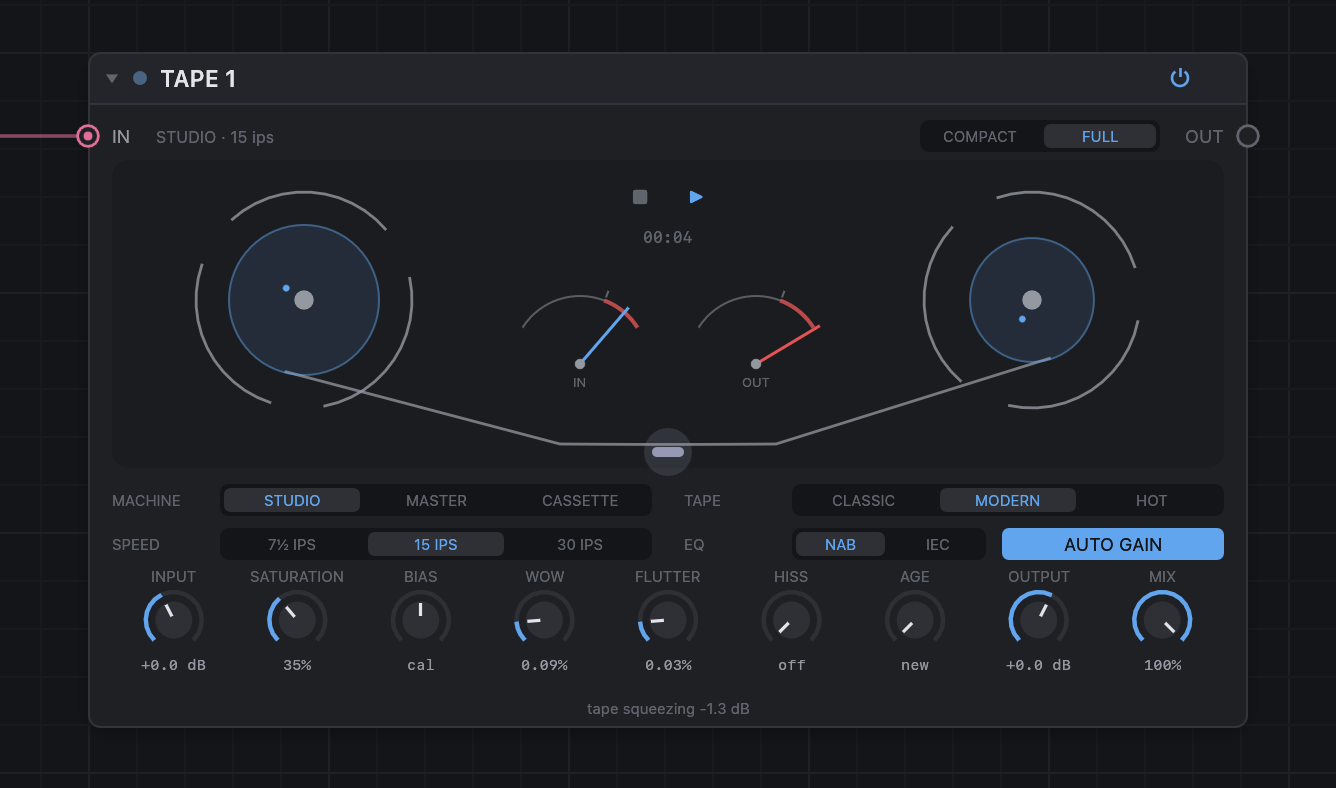 TAPE 1
IN STUDIO · 15 ips COMPACT FULL OUT
00:04
IN OUT
MACHINE STUDIO MASTER CASSETTE TAPE CLASSIC MODERN HOT
SPEED 7½ IPS 15 IPS 30 IPS EQ NAB IEC AUTO GAIN
INPUT SATURATION BIAS WOW FLUTTER HISS AGE OUTPUT MIX
+0.0 dB 35% cal 0.09% 0.03% off new +0.0 dB 100%
tape squeezing -1.3 dB